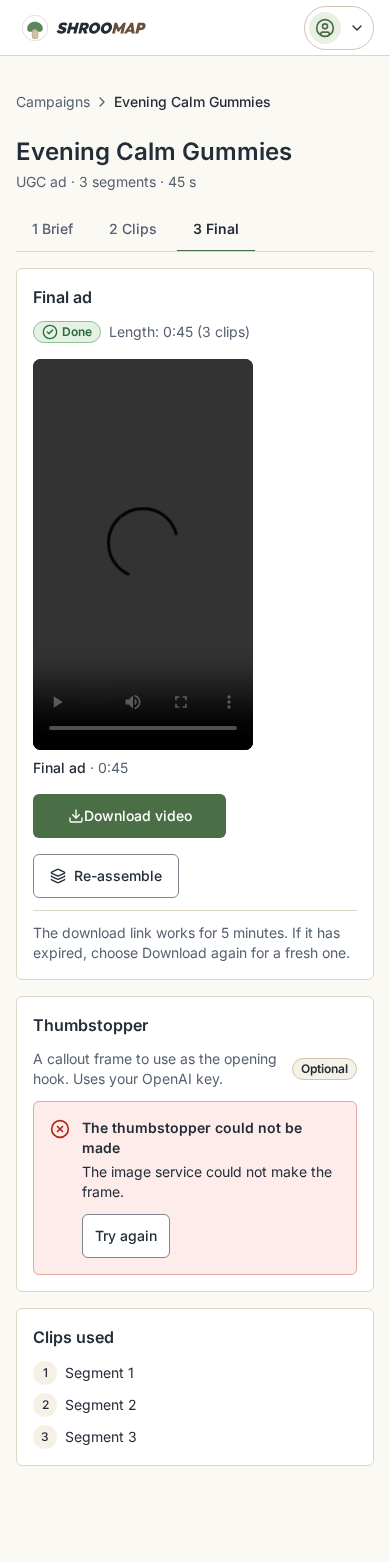 SHROOMAP
Campaigns > Evening Calm Gummies
Evening Calm Gummies
UGC ad · 3 segments · 45 s
1 Brief 2 Clips 3 Final
Final ad
Done Length: 0:45 (3 clips)
Final ad · 0:45
Download video
Re-assemble
The download link works for 5 minutes. If it has
expired, choose Download again for a fresh one.
Thumbstopper
A callout frame to use as the opening
hook. Uses your OpenAI key.
Optional
The thumbstopper could not be
made
The image service could not make the
frame.
Try again
Clips used
1 Segment 1
2 Segment 2
3 Segment 3